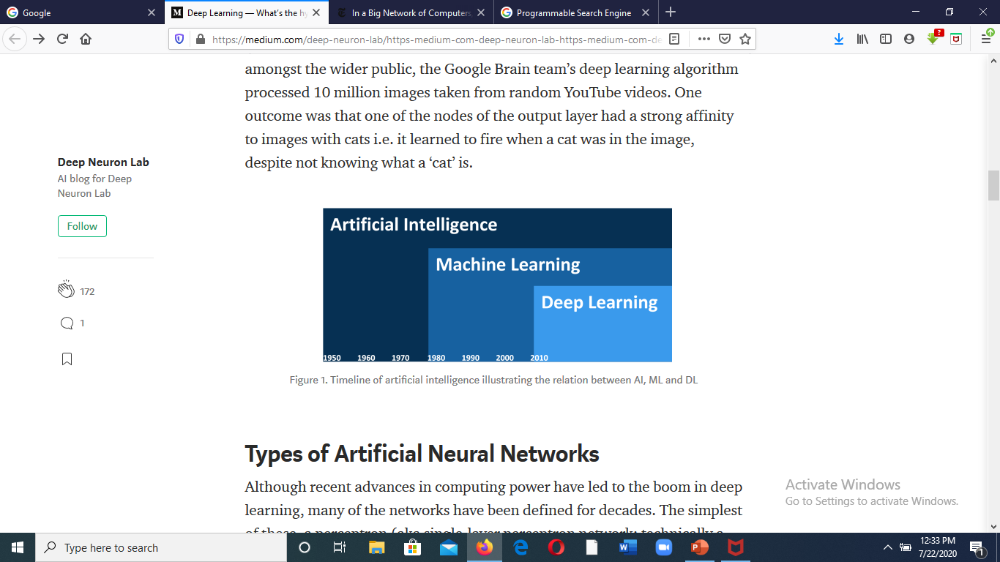 Google
M Deep Learning — What's the hy
In a Big Network of Computers,
Programmable Search Engine
https://medium.com/deep-neuron-lab/https-medium-com-deep-neuron-lab-https-medium-com-de
amongst the wider public, the Google Brain team’s deep learning algorithm
processed 10 million images taken from random YouTube videos. One
outcome was that one of the nodes of the output layer had a strong affinity
to images with cats i.e. it learned to fire when a cat was in the image,
despite not knowing what a ‘cat’ is.
Deep Neuron Lab
AI blog for Deep
Neuron Lab
Follow
172
1
Artificial Intelligence
Machine Learning
Deep Learning
1950 1960 1970 1980 1990 2000 2010
Figure 1. Timeline of artificial intelligence illustrating the relation between AI, ML and DL
Types of Artificial Neural Networks
Although recent advances in computing power have led to the boom in deep
learning, many of the networks have been defined for decades. The simplest
of these, a perceptron (aka single-layer perceptron network; technically a
Activate Windows
Go to Settings to activate Windows.
Type here to search
12:33 PM
7/22/2020
1